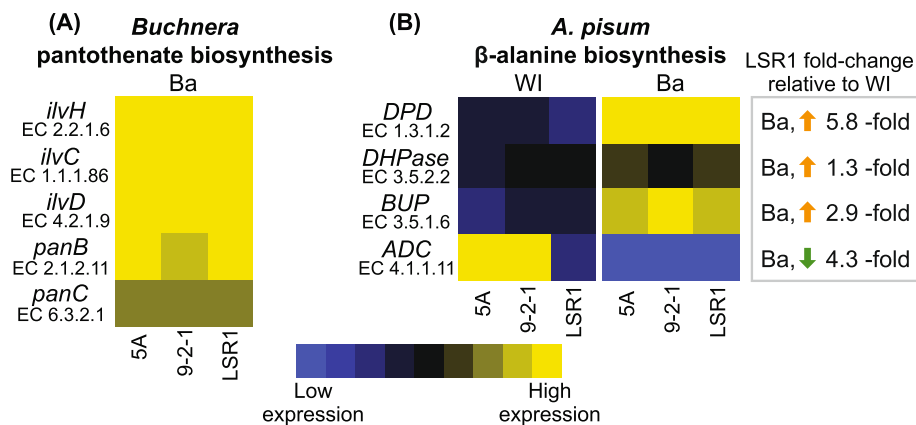 (A)
Buchnera
pantothenate biosynthesis
Ba
ilvH
EC 2.2.1.6
ilvC
EC 1.1.1.86
ilvD
EC 4.2.1.9
panB
EC 2.1.2.11
panC
EC 6.3.2.1
5A
9-2-1
LSR1
(B)
A. pisum
β-alanine biosynthesis
WI
Ba
DPD
EC 1.3.1.2
DHPase
EC 3.5.2.2
BUP
EC 3.5.1.6
ADC
EC 4.1.1.11
5A
9-2-1
LSR1
5A
9-2-1
LSR1
LSR1 fold-change
relative to WI
Ba, ⬆ 5.8 -fold
Ba, ⬆ 1.3 -fold
Ba, ⬆ 2.9 -fold
Ba, ⬇ 4.3 -fold
Low
expression
High
expression